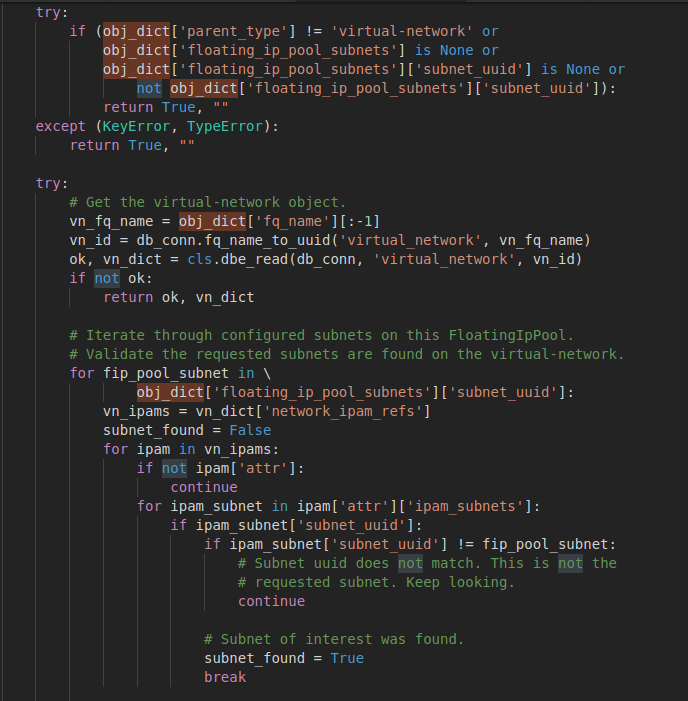 try:
    if (obj_dict['parent_type'] != 'virtual-network' or
        obj_dict['floating_ip_pool_subnets'] is None or
        obj_dict['floating_ip_pool_subnets']['subnet_uuid'] is None or
            not obj_dict['floating_ip_pool_subnets']['subnet_uuid']):
        return True, ""
except (KeyError, TypeError):
    return True, ""

try:
    # Get the virtual-network object.
    vn_fq_name = obj_dict['fq_name'][:-1]
    vn_id = db_conn.fq_name_to_uuid('virtual_network', vn_fq_name)
    ok, vn_dict = cls.dbe_read(db_conn, 'virtual_network', vn_id)
    if not ok:
        return ok, vn_dict

    # Iterate through configured subnets on this FloatingIpPool.
    # Validate the requested subnets are found on the virtual-network.
    for fip_pool_subnet in \
            obj_dict['floating_ip_pool_subnets']['subnet_uuid']:
        vn_ipams = vn_dict['network_ipam_refs']
        subnet_found = False
        for ipam in vn_ipams:
            if not ipam['attr']:
                continue
            for ipam_subnet in ipam['attr']['ipam_subnets']:
                if ipam_subnet['subnet_uuid']:
                    if ipam_subnet['subnet_uuid'] != fip_pool_subnet:
                        # Subnet uuid does not match. This is not the
                        # requested subnet. Keep looking.
                        continue

                    # Subnet of interest was found.
                    subnet_found = True
                    break